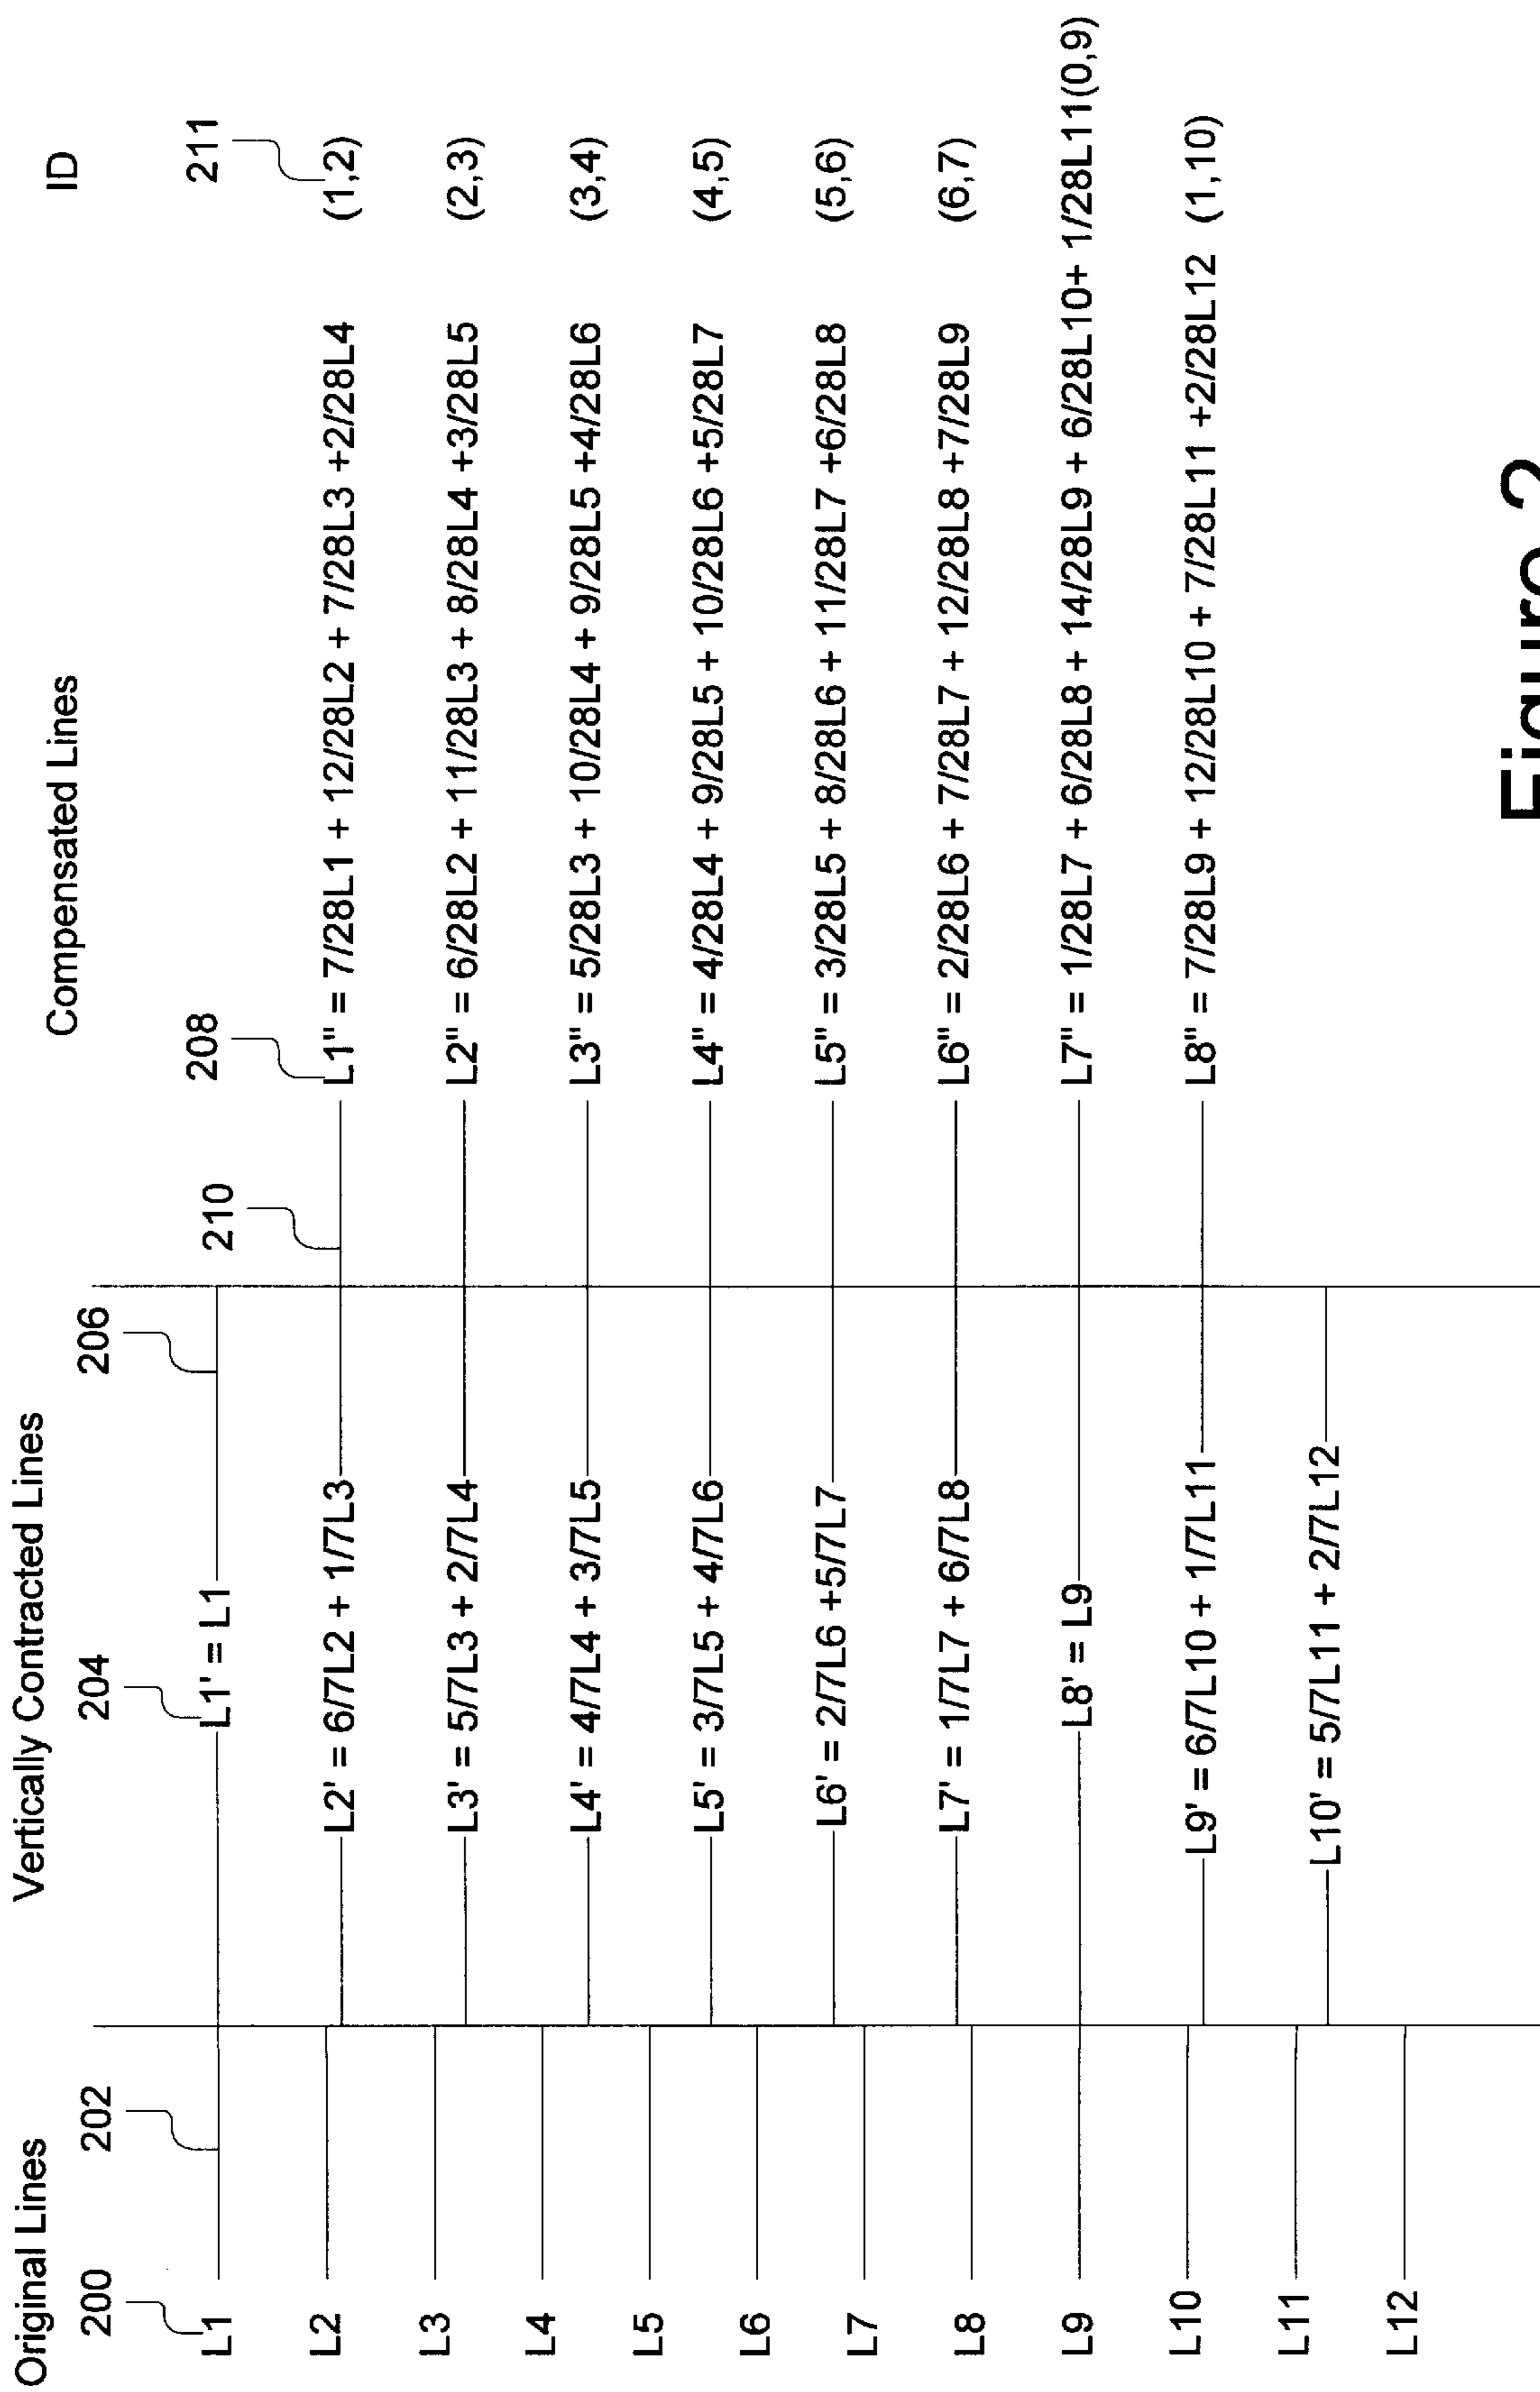 Original Lines
Vertically Contracted Lines
Compensated Lines
ID
200
202
204
206
210
208
211
L1
L2
L3
L4
L5
L6
L7
L8
L9
L10
L11
L12
L1' = L1
L2' = 6/7L2 + 1/7L3
L3' = 5/7L3 + 2/7L4
L4' = 4/7L4 + 3/7L5
L5' = 3/7L5 + 4/7L6
L6' = 2/7L6 +5/7L7
L7' = 1/7L7 + 6/7L8
L8' = L9
L9' = 6/7L10 + 1/7L11
L10' = 5/7L11 + 2/7L12
L1" = 7/28L1 + 12/28L2 + 7/28L3 +2/28L4 (1,2)
L2" = 6/28L2 + 11/28L3 + 8/28L4 +3/28L5 (2,3)
L3" = 5/28L3 + 10/28L4 + 9/28L5 +4/28L6 (3,4)
L4" = 4/28L4 + 9/28L5 + 10/28L6 +5/28L7 (4,5)
L5" = 3/28L5 + 8/28L6 + 11/28L7 +6/28L8 (5,6)
L6" = 2/28L6 + 7/28L7 + 12/28L8 +7/28L9 (6,7)
L7" = 1/28L7 + 6/28L8 + 14/28L9 + 6/28L10+ 1/28L11(0,9)
L8" = 7/28L9 + 12/28L10 + 7/28L11 +2/28L12 (1,10)
Figure 2